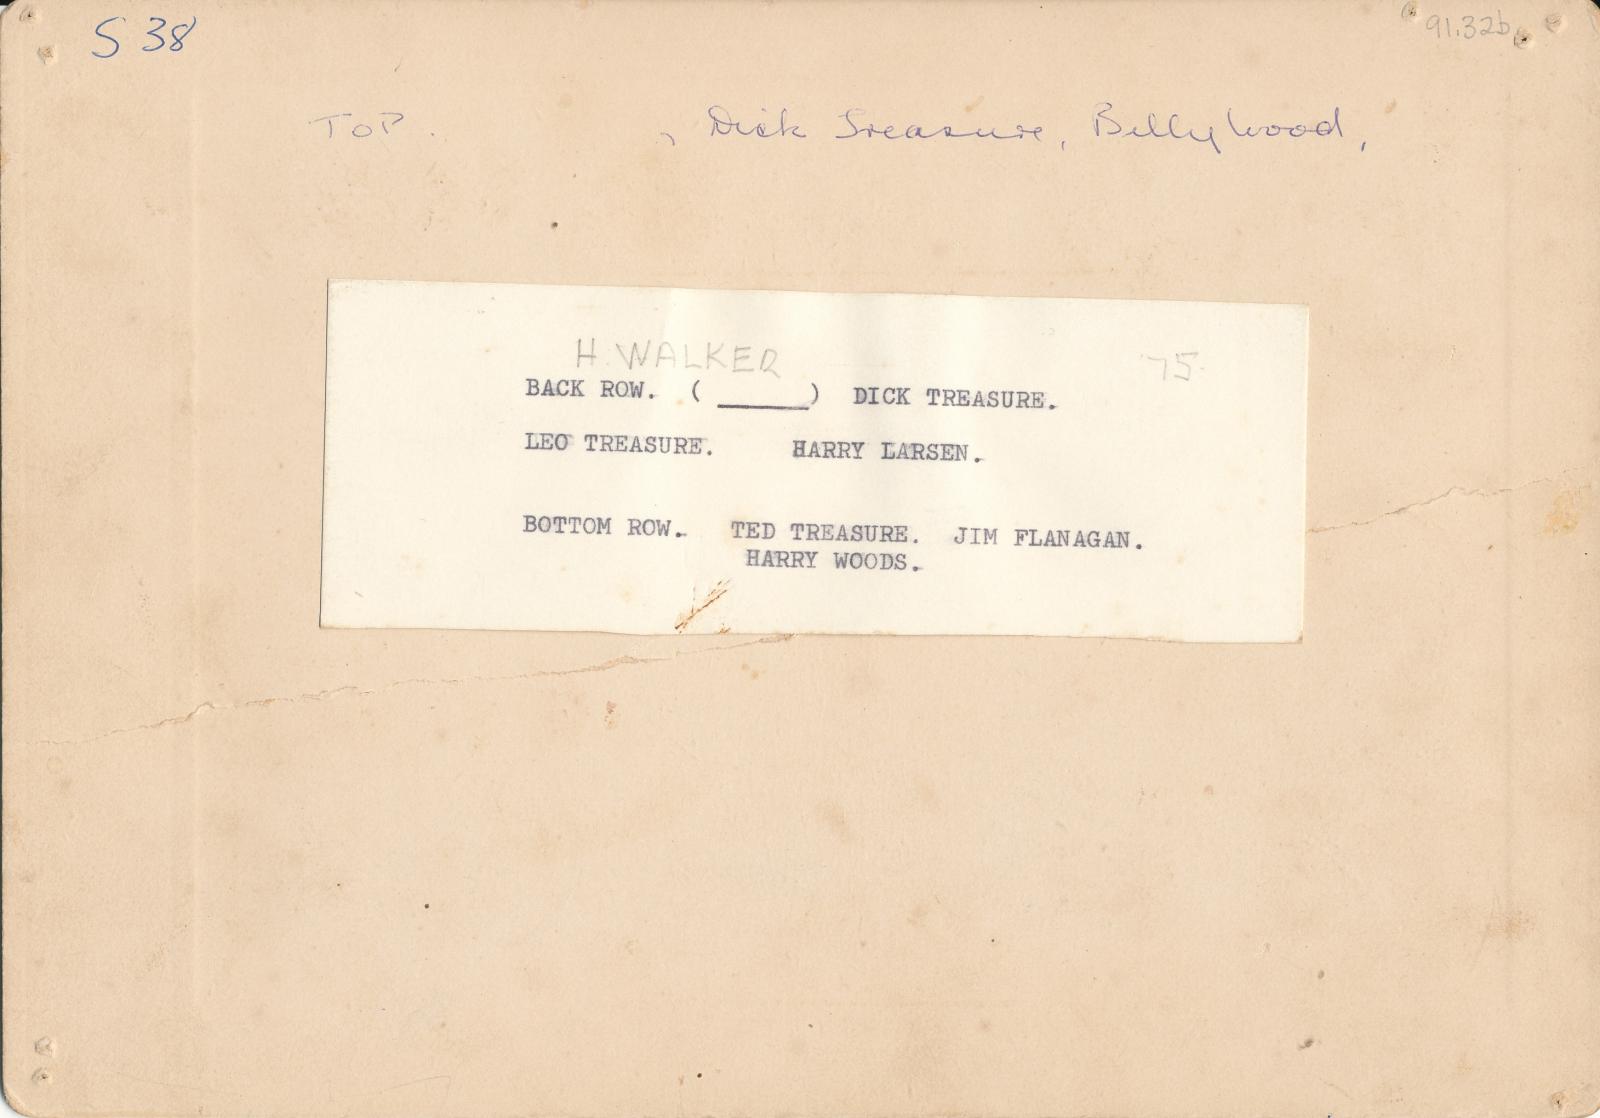 S 38
91.32b
TOP. , Dick Treasure, Billy Wood,
H. WALKER 75.
BACK ROW. ( ______ ) DICK TREASURE.
LEO TREASURE. HARRY LARSEN.
BOTTOM ROW. TED TREASURE. JIM FLANAGAN.
HARRY WOODS.